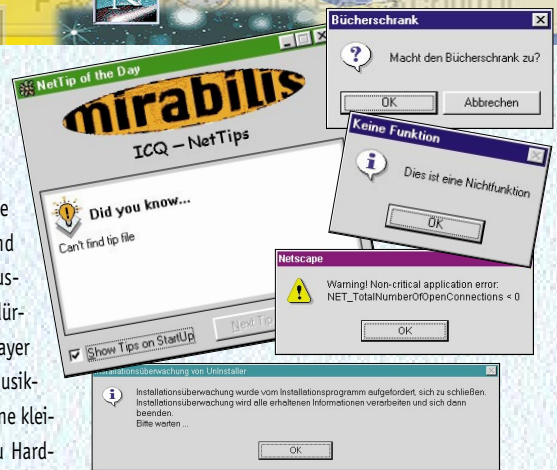 Bücherschrank
Macht den Bücherschrank zu?
OK
Abbrechen
NetTip of the Day
mirabilis
ICQ – NetTips
Did you know...
Can't find tip file
Show Tips on StartUp
Next Tip
Keine Funktion
Dies ist eine Nichtfunktion
OK
Netscape
Warning! Non-critical application error:
NET_TotalNumberOfOpenConnections < 0
OK
Installationsüberwachung von UnInstaller
Installationsüberwachung wurde vom Installationsprogramm aufgefordert, sich zu schließen.
Installationsüberwachung wird alle erhaltenen Informationen verarbeiten und sich dann
beenden.
Bitte warten ...
OK
e
nd
us-
ür-
ayer
usik-
ne klei-
u Hard-